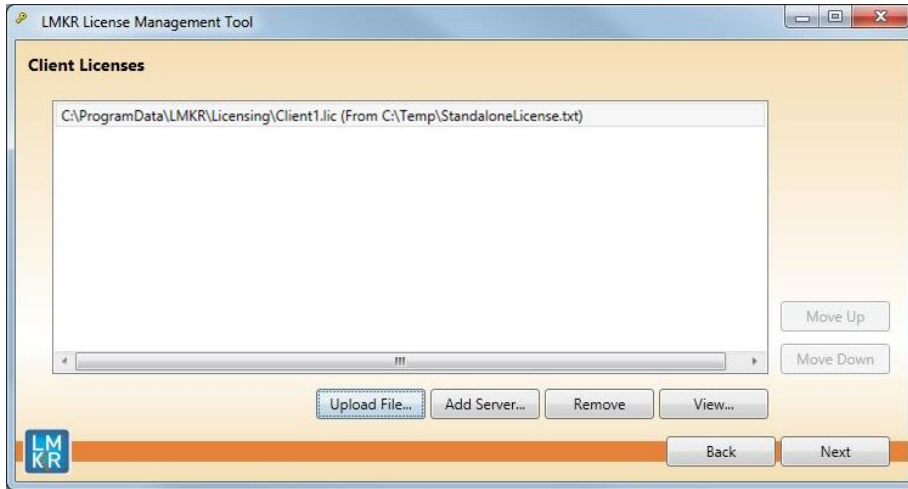 LMKR License Management Tool
Client Licenses
C:\ProgramData\LMKR\Licensing\Client1.lic (From C:\Temp\StandaloneLicense.txt)
Move Up
Move Down
Upload File...
Add Server...
Remove
View...
LM
KR
Back
Next